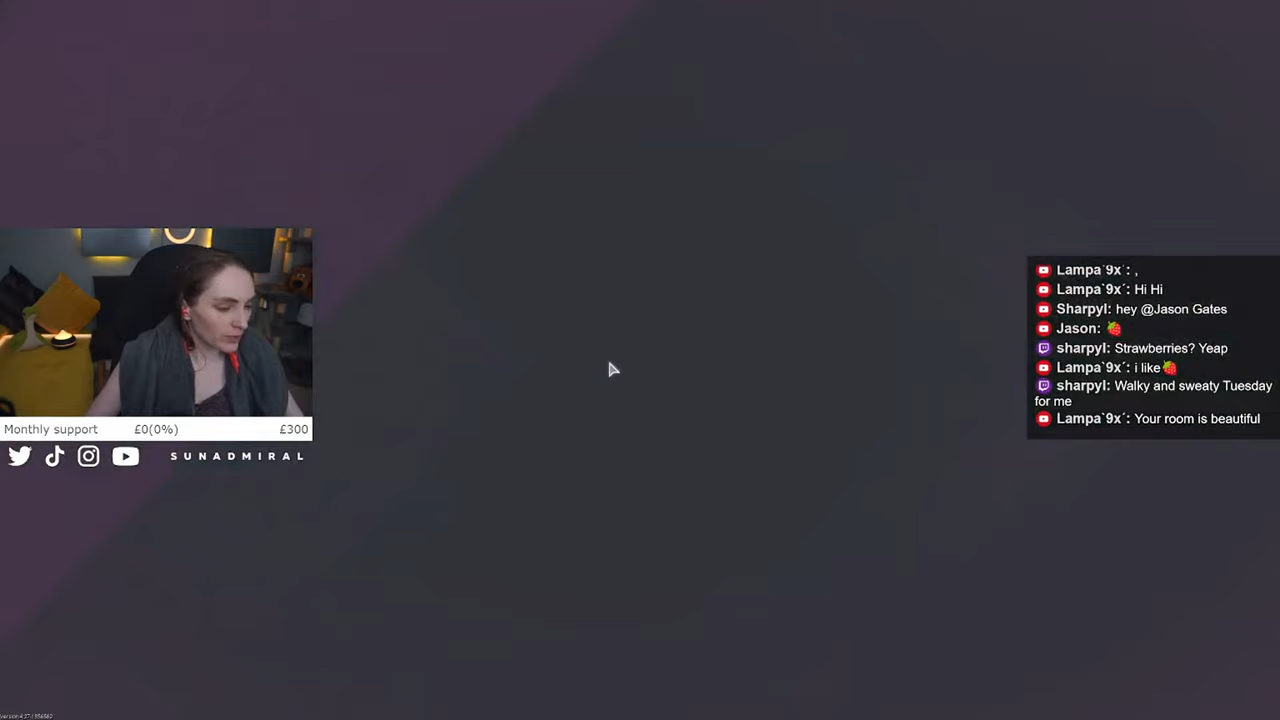 Lampa`9x´: ,
Lampa`9x´: Hi Hi
Sharpyl: hey @Jason Gates
Jason: 🍓
sharpyl: Strawberries? Yeap
Lampa`9x´: i like🍓
sharpyl: Walky and sweaty Tuesday
for me
Lampa`9x´: Your room is beautiful
Monthly support £0(0%) £300
SUNADMIRAL